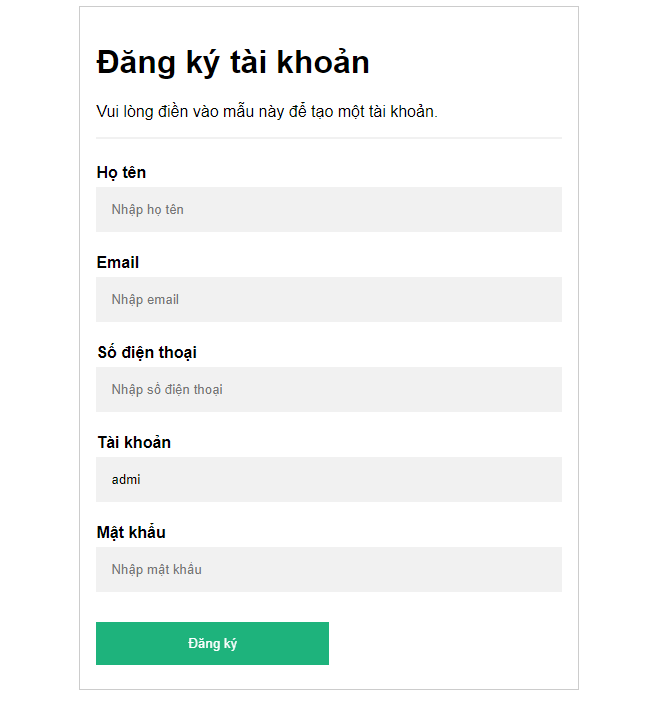 Đăng ký tài khoản
Vui lòng điền vào mẫu này để tạo một tài khoản.
Họ tên
Nhập họ tên
Email
Nhập email
Số điện thoại
Nhập số điện thoại
Tài khoản
admi
Mật khẩu
Nhập mật khẩu
Đăng ký